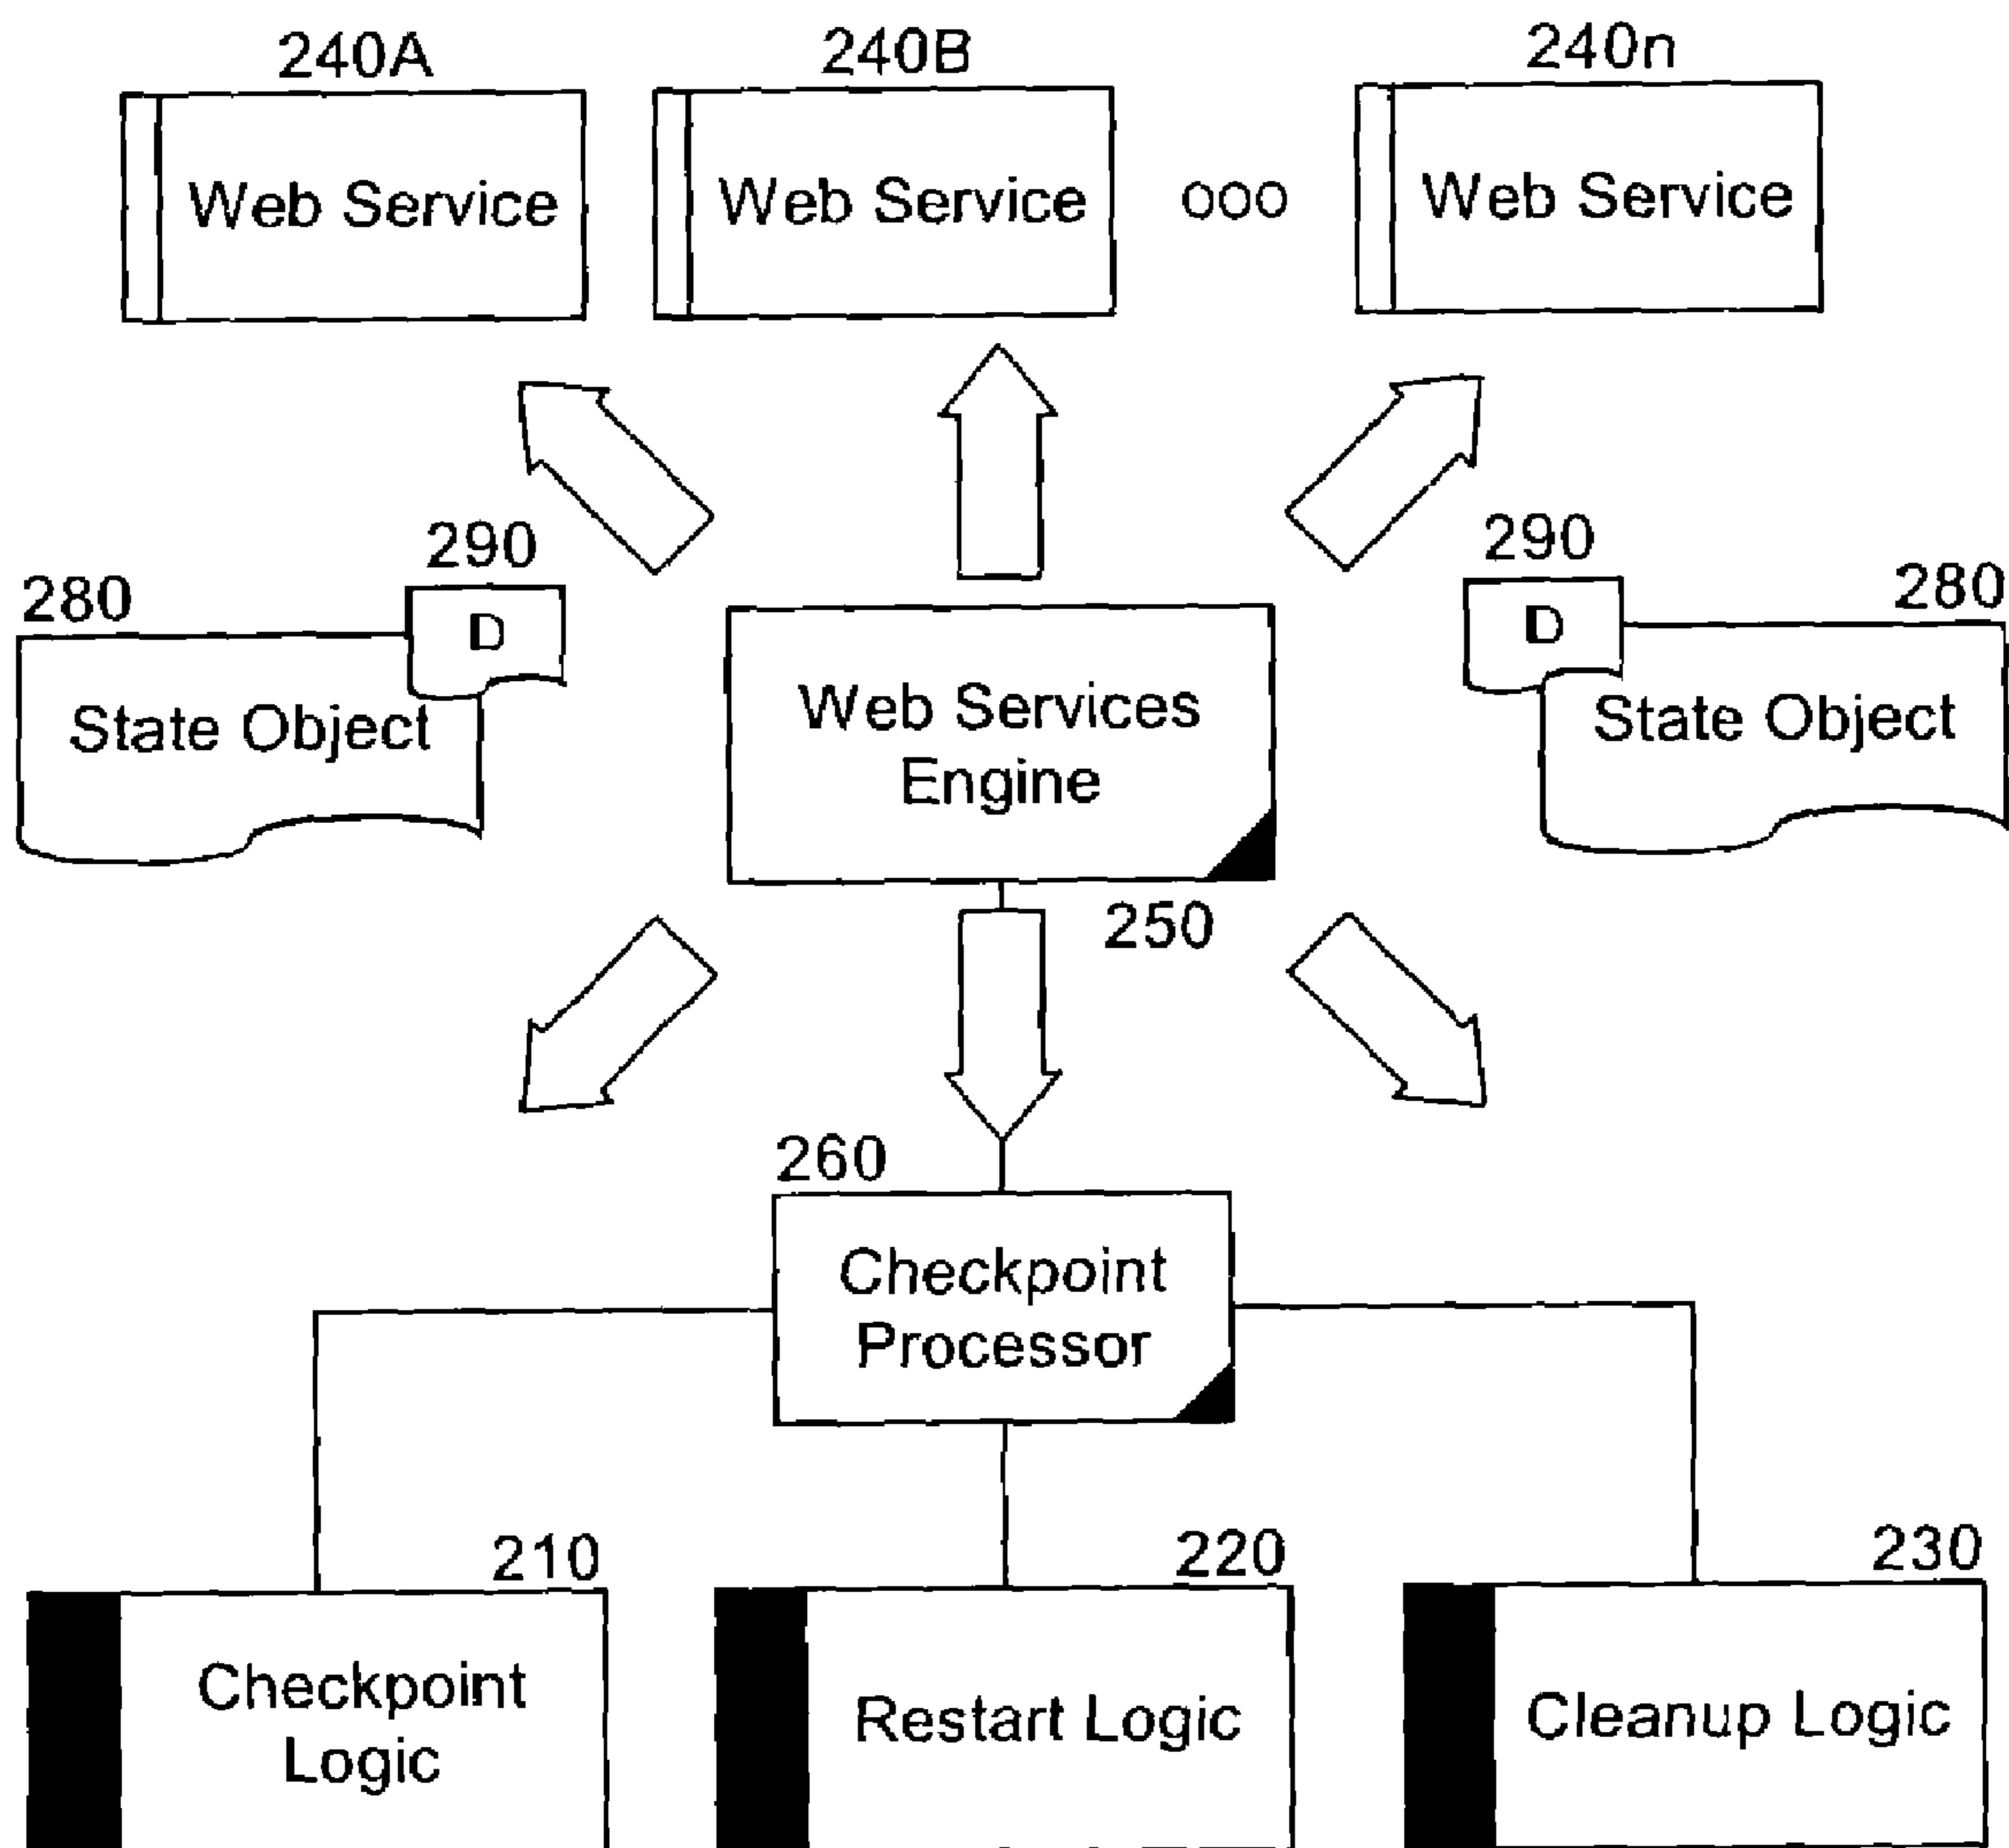 240A
240B
240n
Web Service
Web Service
ooo
Web Service
290
290
280
280
D
D
State Object
Web Services
Engine
State Object
250
260
Checkpoint
Processor
210
220
230
Checkpoint
Logic
Restart Logic
Cleanup Logic